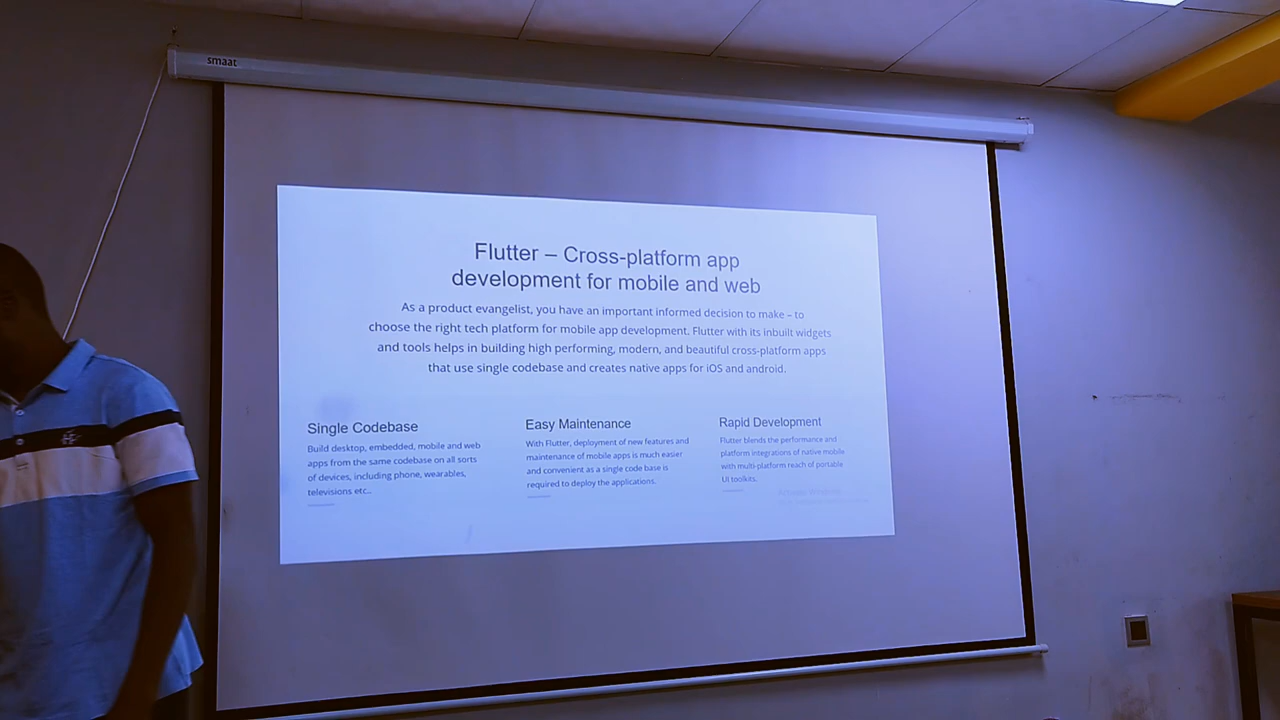 smaat
Flutter – Cross-platform app
development for mobile and web
As a product evangelist, you have an important informed decision to make – to
choose the right tech platform for mobile app development. Flutter with its inbuilt widgets
and tools helps in building high performing, modern, and beautiful cross-platform apps
that use single codebase and creates native apps for iOS and android.
Single Codebase
Build desktop, embedded, mobile and web
apps from the same codebase on all sorts
of devices, including phone, wearables,
televisions etc..
Easy Maintenance
With Flutter, deployment of new features and
maintenance of mobile apps is much easier
and convenient as a single code base is
required to deploy the applications.
Rapid Development
Flutter blends the performance and
platform integrations of native mobile
with multi-platform reach of portable
UI toolkits.
Activate Windows